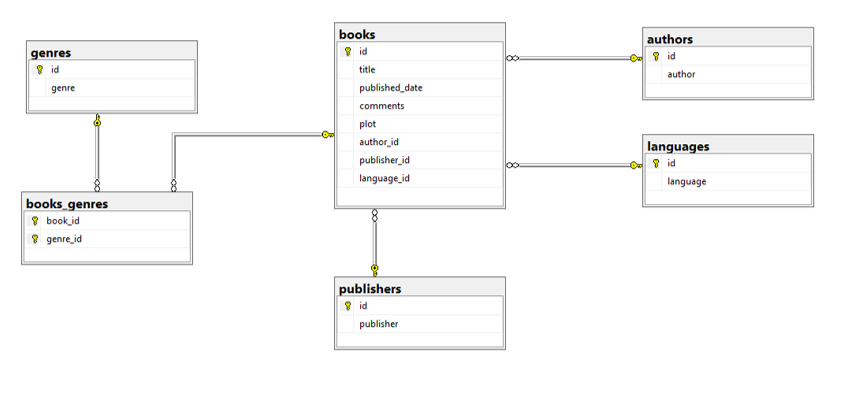 genres
id
genre
books_genres
book_id
genre_id
books
id
title
published_date
comments
plot
author_id
publisher_id
language_id
publishers
id
publisher
authors
id
author
languages
id
language